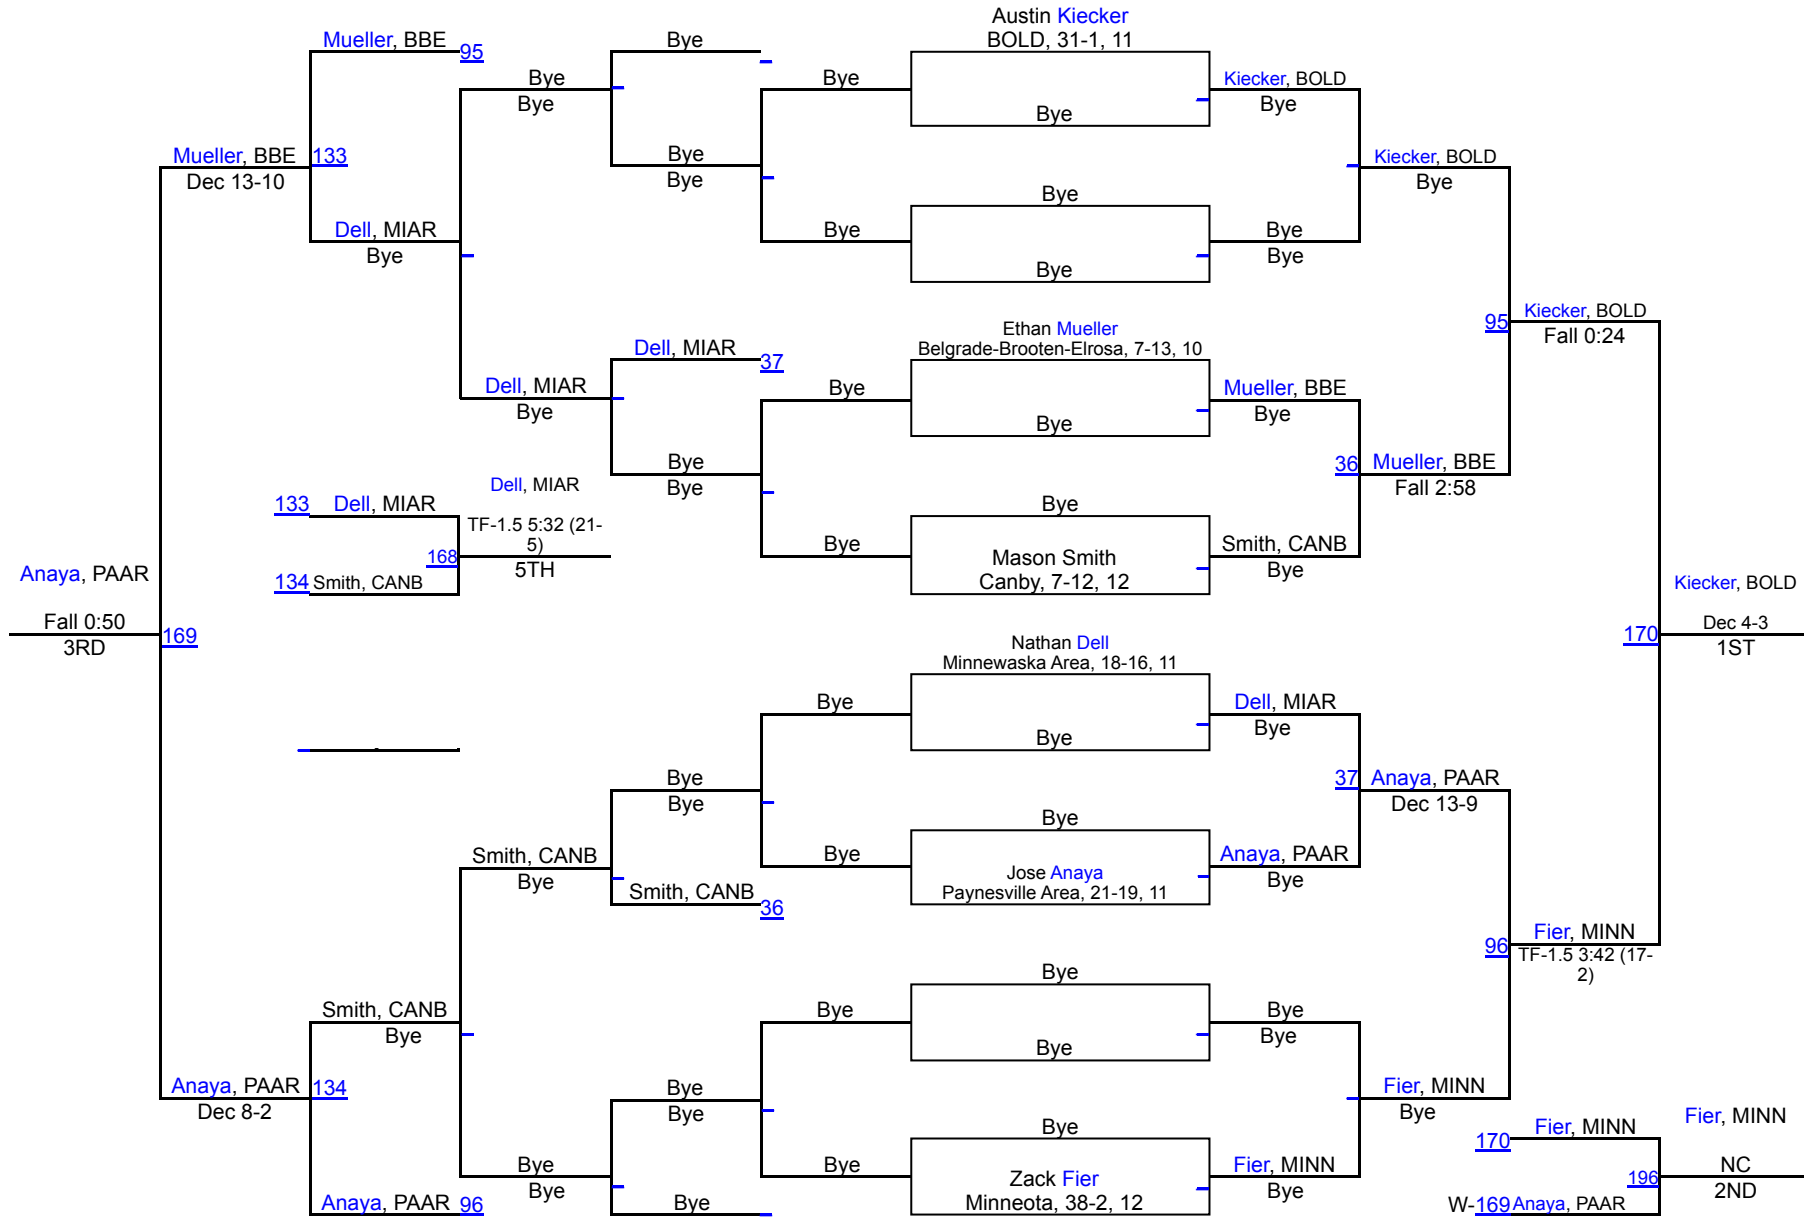 Austin Kiecker
BOLD, 31-1, 11
Mueller, BBE 95
Bye
Bye
Bye
Bye
Kiecker, BOLD
Bye
Bye
Mueller, BBE 133
Dec 13-10
Bye
Bye
Kiecker, BOLD
Bye
Bye
Dell, MIAR
Bye
Bye
Bye
Bye
Bye
Kiecker, BOLD
95
Fall 0:24
Ethan Mueller
Belgrade-Brooten-Elrosa, 7-13, 10
Dell, MIAR 37
Dell, MIAR
Bye
Bye
Mueller, BBE
Bye
Bye
Bye
Bye
36 Mueller, BBE
Fall 2:58
Dell, MIAR
133 Dell, MIAR
TF-1.5 5:32 (21-
5)
168
5TH
134 Smith, CANB
Bye
Bye
Mason Smith
Canby, 7-12, 12
Smith, CANB
Bye
Anaya, PAAR
Fall 0:50
3RD
169
Kiecker, BOLD
Dec 4-3
1ST
170
Nathan Dell
Minnewaska Area, 18-16, 11
Bye
Dell, MIAR
Bye
Bye
Bye
Bye
37 Anaya, PAAR
Dec 13-9
Bye
Smith, CANB
Bye
Bye
Jose Anaya
Paynesville Area, 21-19, 11
Anaya, PAAR
Bye
Smith, CANB 36
Fier, MINN
96
TF-1.5 3:42 (17-
2)
Bye
Smith, CANB
Bye
Bye
Bye
Bye
Bye
Anaya, PAAR 134
Dec 8-2
Bye
Bye
Fier, MINN
Bye
Bye
Fier, MINN
170
Fier, MINN
Bye
Bye
Bye
Zack Fier
Minneota, 38-2, 12
Fier, MINN
Bye
196
NC
2ND
Anaya, PAAR 96
Bye
W-169 Anaya, PAAR